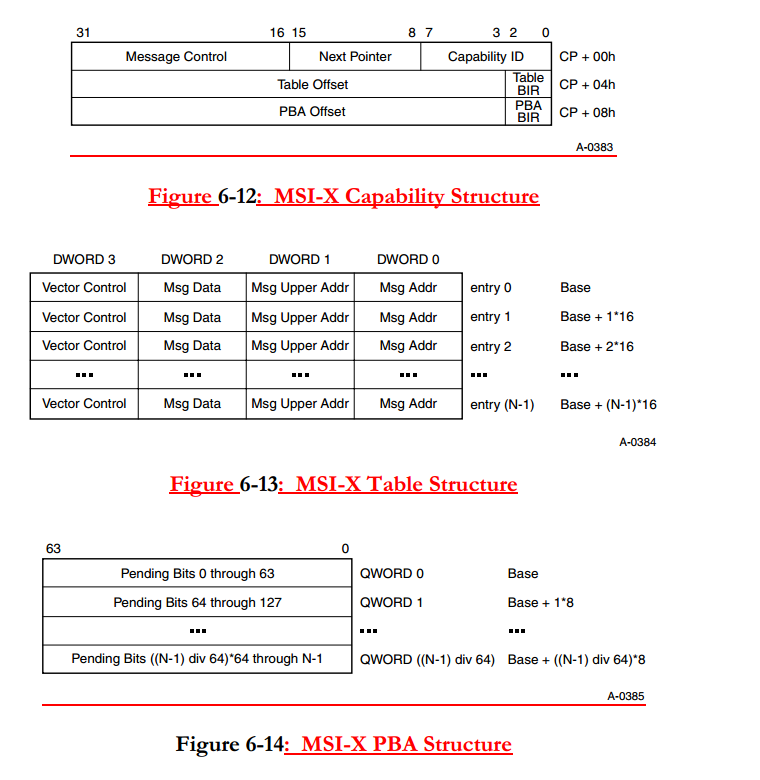 31 16 15 8 7 3 2 0
Message Control Next Pointer Capability ID CP + 00h
Table Offset Table BIR CP + 04h
PBA Offset PBA BIR CP + 08h
A-0383
Figure 6-12: MSI-X Capability Structure
DWORD 3 DWORD 2 DWORD 1 DWORD 0
Vector Control Msg Data Msg Upper Addr Msg Addr entry 0 Base
Vector Control Msg Data Msg Upper Addr Msg Addr entry 1 Base + 1*16
Vector Control Msg Data Msg Upper Addr Msg Addr entry 2 Base + 2*16
... ... ... ... ... ...
Vector Control Msg Data Msg Upper Addr Msg Addr entry (N-1) Base + (N-1)*16
A-0384
Figure 6-13: MSI-X Table Structure
63 0
Pending Bits 0 through 63 QWORD 0 Base
Pending Bits 64 through 127 QWORD 1 Base + 1*8
... ... ...
Pending Bits ((N-1) div 64)*64 through N-1 QWORD ((N-1) div 64) Base + ((N-1) div 64)*8
A-0385
Figure 6-14: MSI-X PBA Structure